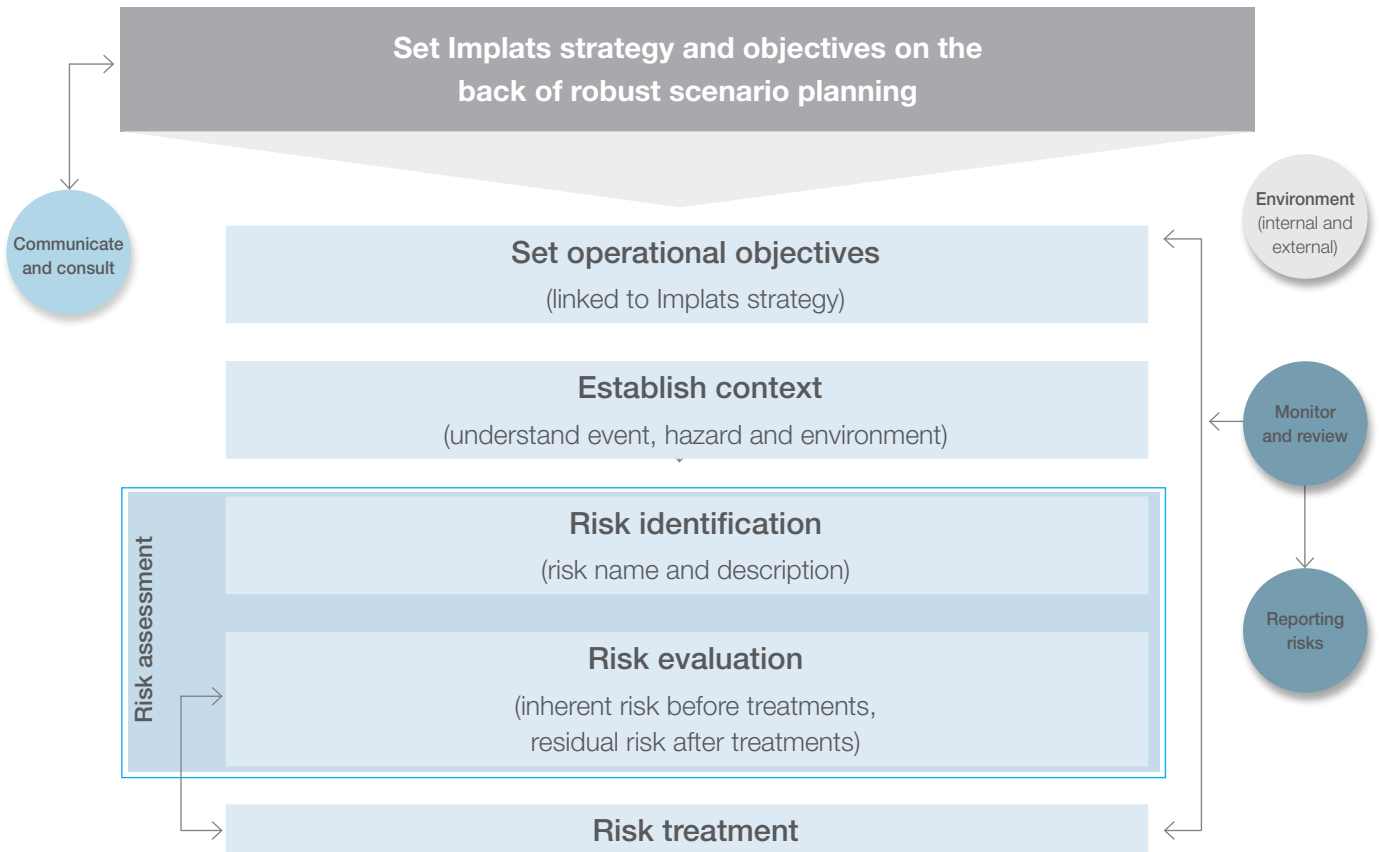 Set Implats strategy and objectives on the
back of robust scenario planning
Communicate
and consult
Environment
(internal and
external)
Set operational objectives
(linked to Implats strategy)
Establish context
(understand event, hazard and environment)
Monitor
and review
Risk assessment
Risk identification
(risk name and description)
Risk evaluation
(inherent risk before treatments,
residual risk after treatments)
Reporting
risks
Risk treatment